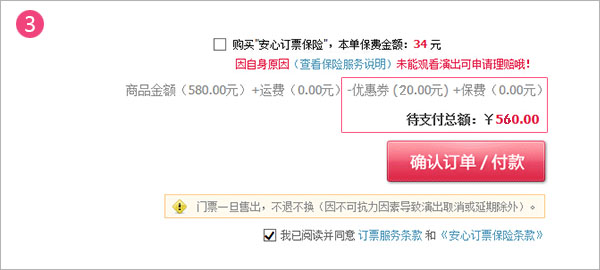 3
购买"安心订票保险"，本单保费金额：34 元
因自身原因（查看保险服务说明）未能观看演出可申请理赔哦！
商品金额（580.00元）+运费（0.00元）-优惠券 (20.00元) +保费（0.00元）
待支付总额：￥560.00
确认订单 / 付款
门票一旦售出，不退不换（因不可抗力因素导致演出取消或延期除外）。
我已阅读并同意 订票服务条款 和《安心订票保险条款》